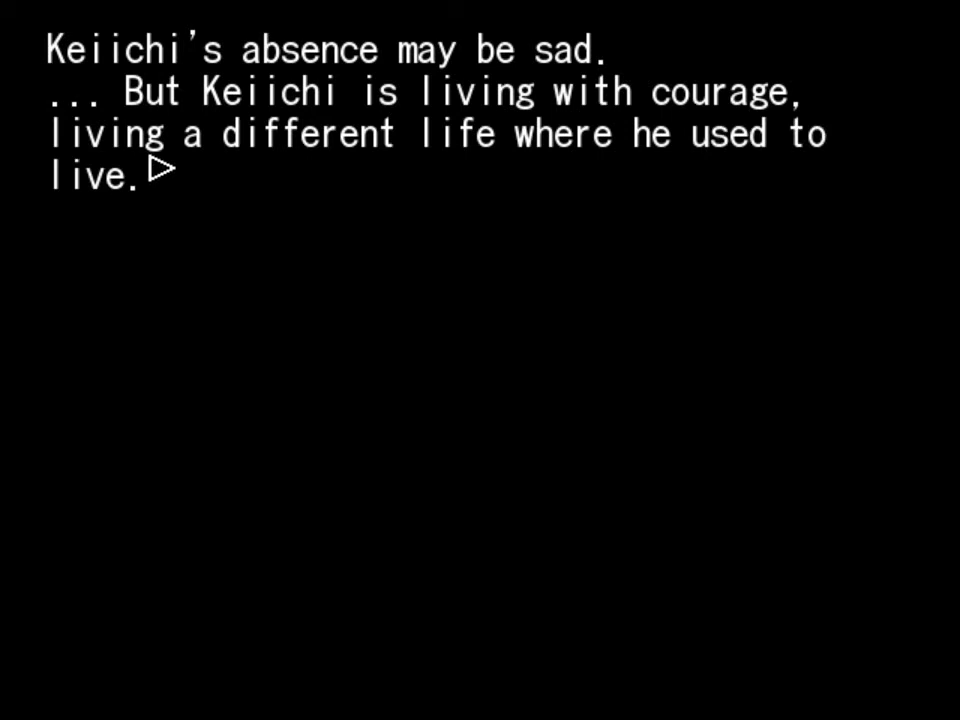 Keiichi's absence may be sad.
... But Keiichi is living with courage,
living a different life where he used to
live.